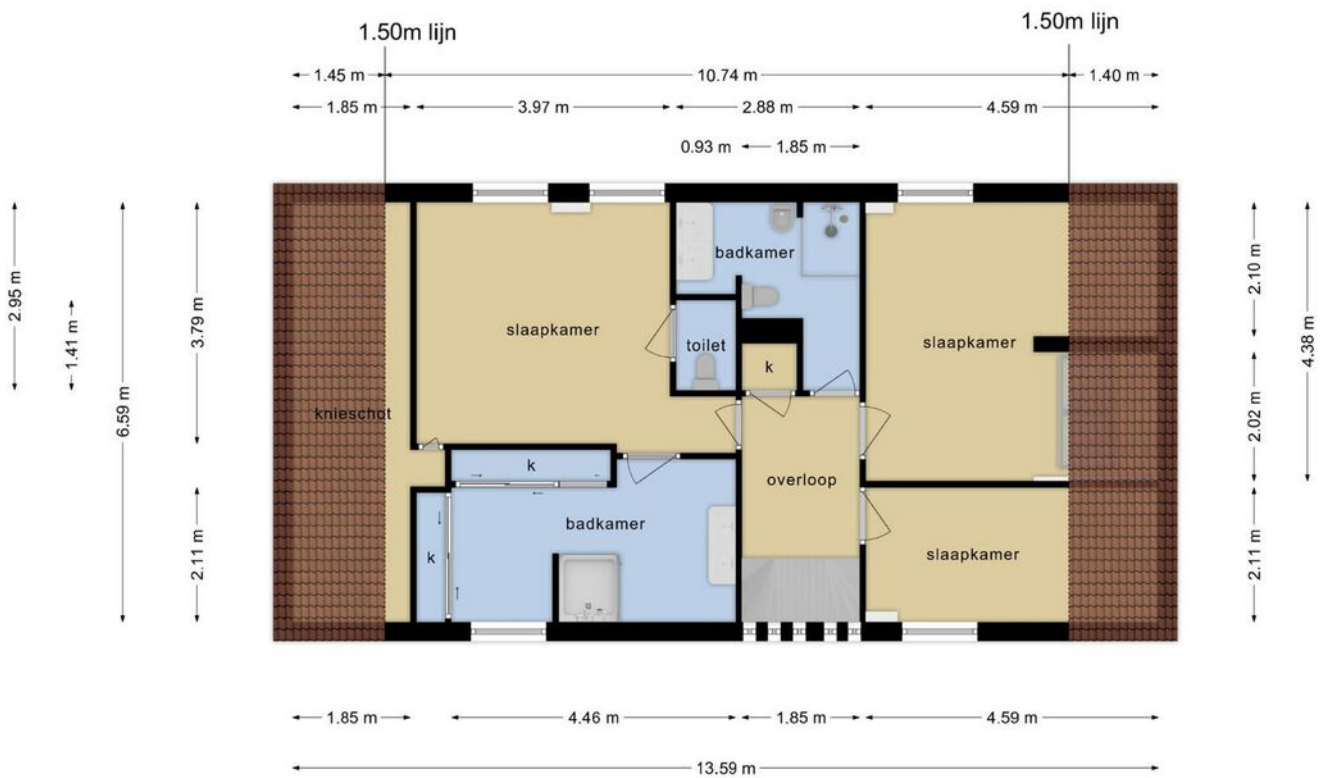 1.50m lijn
1.50m lijn
1.45 m
10.74 m
1.40 m
1.85 m
3.97 m
2.88 m
4.59 m
0.93 m
1.85 m
2.95 m
1.41 m
6.59 m
3.79 m
2.11 m
badkamer
slaapkamer
toilet
k
slaapkamer
knieschot
k
overloop
badkamer
k
slaapkamer
2.10 m
2.02 m
2.11 m
4.38 m
1.85 m
4.46 m
1.85 m
4.59 m
13.59 m